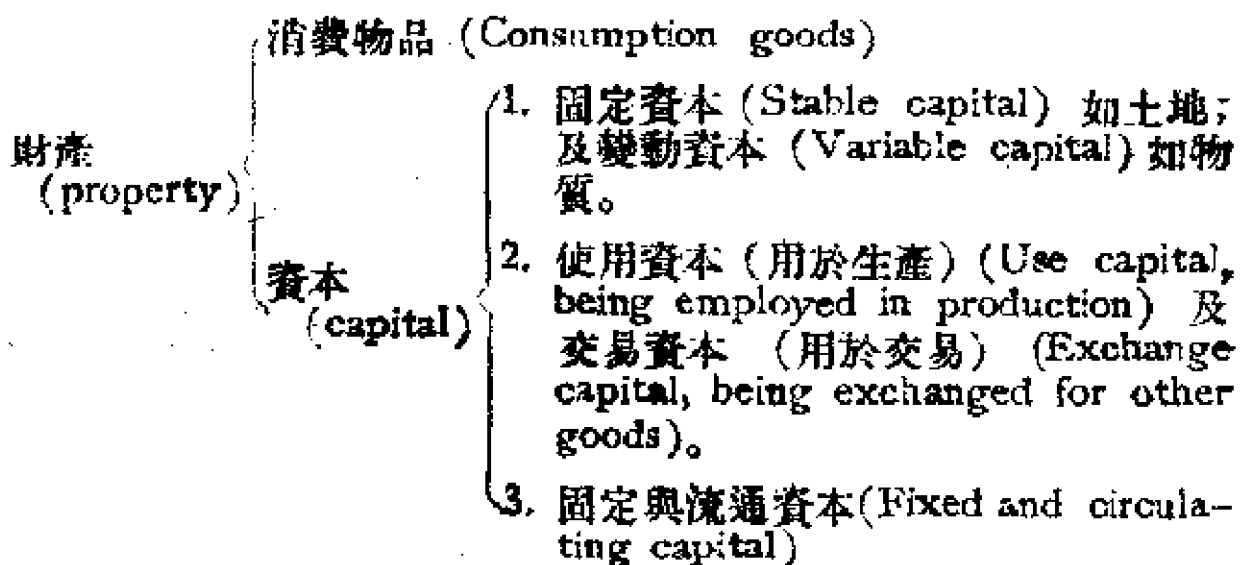 消費物品 (Consumption goods)
財產
(property)
資本
(capital)
1. 固定資本 (Stable capital) 如土地;
及變動資本 (Variable capital) 如物
質。
2. 使用資本 (用於生產) (Use capital,
being employed in production) 及
交易資本 (用於交易) (Exchange
capital, being exchanged for other
goods)。
3. 固定與流通資本(Fixed and circula-
ting capital)